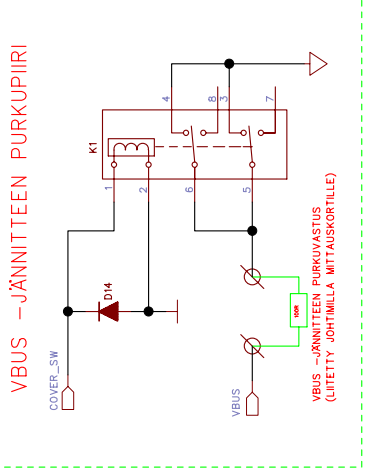 VBUS -JÄNNITTEEN PURKUPIIRI
K1
4
8
3
7
1
2
6
5
D14
COVER_SW
VBUS
100R
VBUS -JÄNNITTEEN PURKUVASTUS
(LIITETTY JOHTIMILLA MITTAUSKORTILLE)